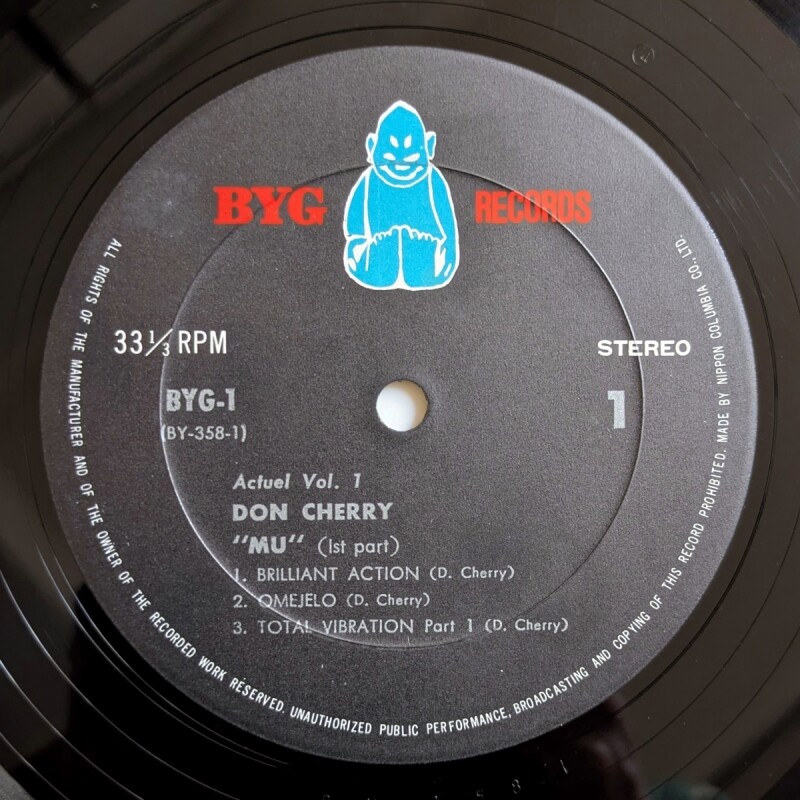 BYG RECORDS
33⅓ RPM
STEREO
BYG-1
1
(BY-358-1)
Actuel Vol. 1
DON CHERRY
"MU" (1st part)
1. BRILLIANT ACTION (D. Cherry)
2. OMEJELO (D. Cherry)
3. TOTAL VIBRATION Part 1 (D. Cherry)
ALL RIGHTS OF THE MANUFACTURER AND OF THE OWNER OF THE RECORDED WORK RESERVED. UNAUTHORIZED PUBLIC PERFORMANCE, BROADCASTING AND COPYING OF THIS RECORD PROHIBITED. MADE BY NIPPON COLUMBIA CO., LTD.